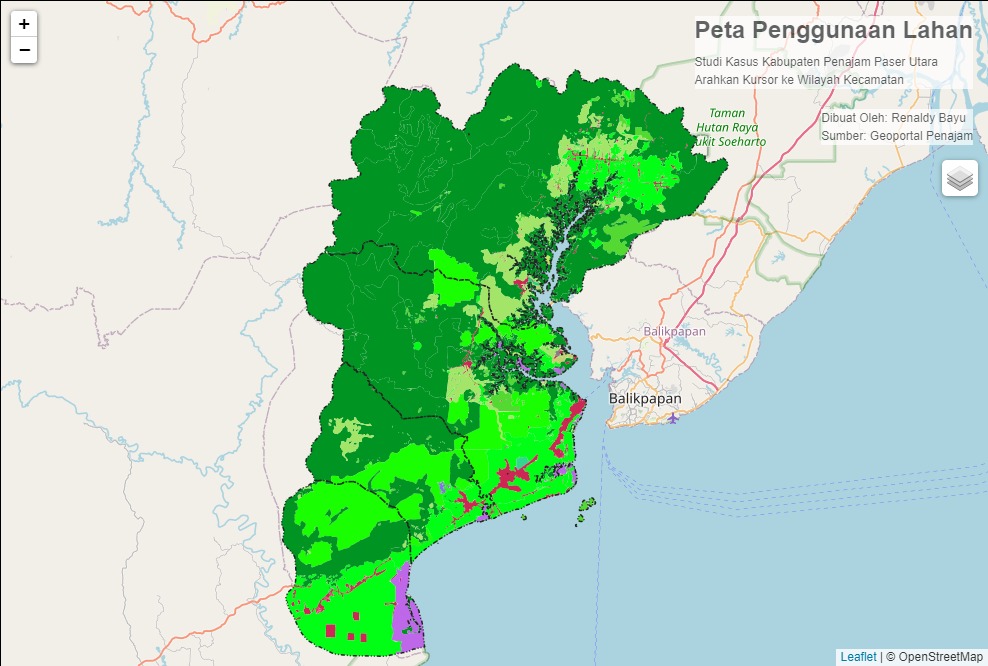 +
−
Peta Penggunaan Lahan
Studi Kasus Kabupaten Penajam Paser Utara
Arahkan Kursor ke Wilayah Kecamatan
Taman
Hutan Raya
ukit Soeharto
Dibuat Oleh: Renaldy Bayu
Sumber: Geoportal Penajam
Balikpapan
Balikpapan
Leaflet | © OpenStreetMap